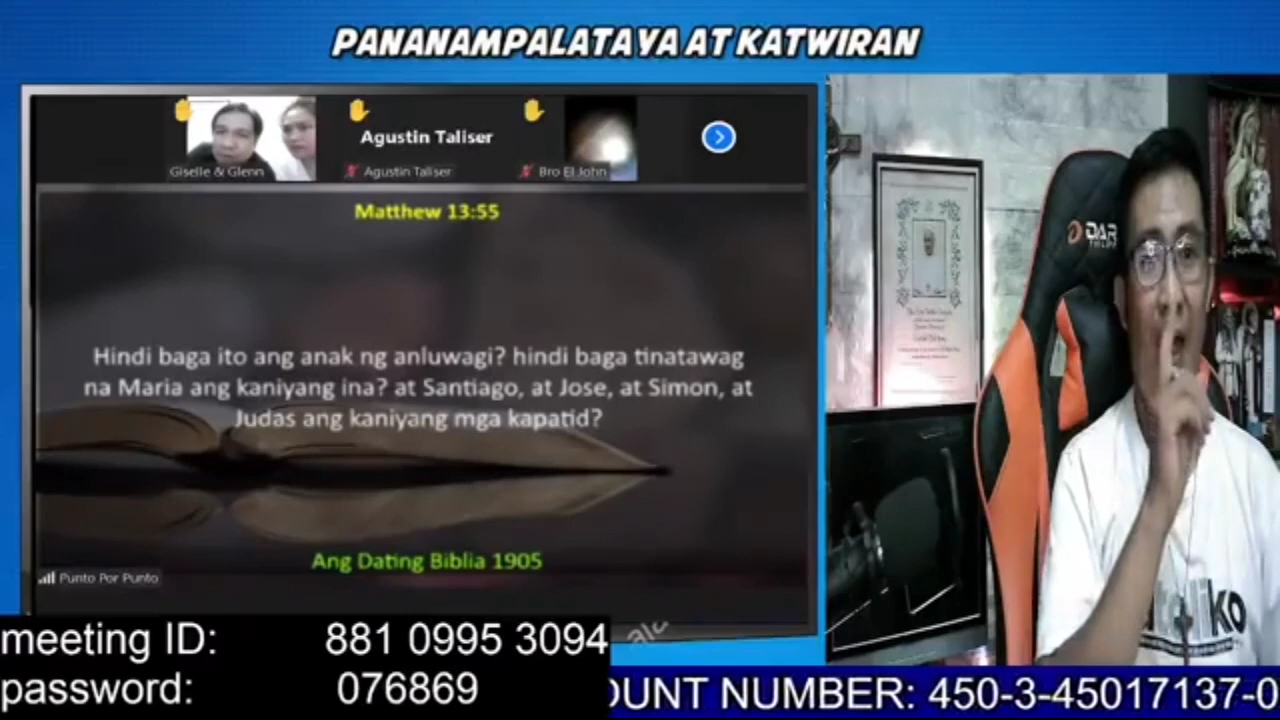 PANANAMPALATAYA AT KATWIRAN
Agustin Taliser
Giselle & Glenn
Agustin Taliser
Bro El John
Matthew 13:55
Hindi baga ito ang anak ng anluwagi? hindi baga tinatawag
na Maria ang kaniyang ina? at Santiago, at Jose, at Simon, at
Judas ang kaniyang mga kapatid?
Ang Dating Biblia 1905
Punto Por Punto
meeting ID: 881 0995 3094
password: 076869
OUNT NUMBER: 450-3-45017137-0
DAR